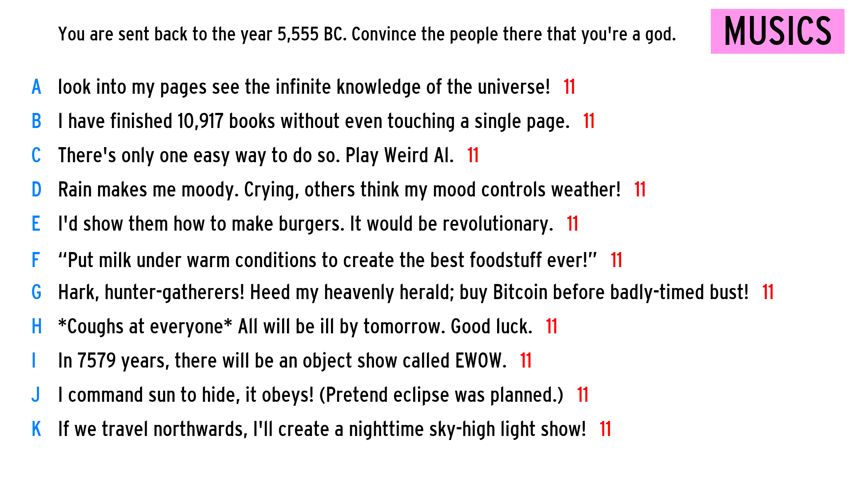 You are sent back to the year 5,555 BC. Convince the people there that you're a god.
MUSICS
A look into my pages see the infinite knowledge of the universe! 11
B I have finished 10,917 books without even touching a single page. 11
C There's only one easy way to do so. Play Weird Al. 11
D Rain makes me moody. Crying, others think my mood controls weather! 11
E I'd show them how to make burgers. It would be revolutionary. 11
F “Put milk under warm conditions to create the best foodstuff ever!” 11
G Hark, hunter-gatherers! Heed my heavenly herald; buy Bitcoin before badly-timed bust! 11
H *Coughs at everyone* All will be ill by tomorrow. Good luck. 11
I In 7579 years, there will be an object show called EWOW. 11
J I command sun to hide, it obeys! (Pretend eclipse was planned.) 11
K If we travel northwards, I'll create a nighttime sky-high light show! 11